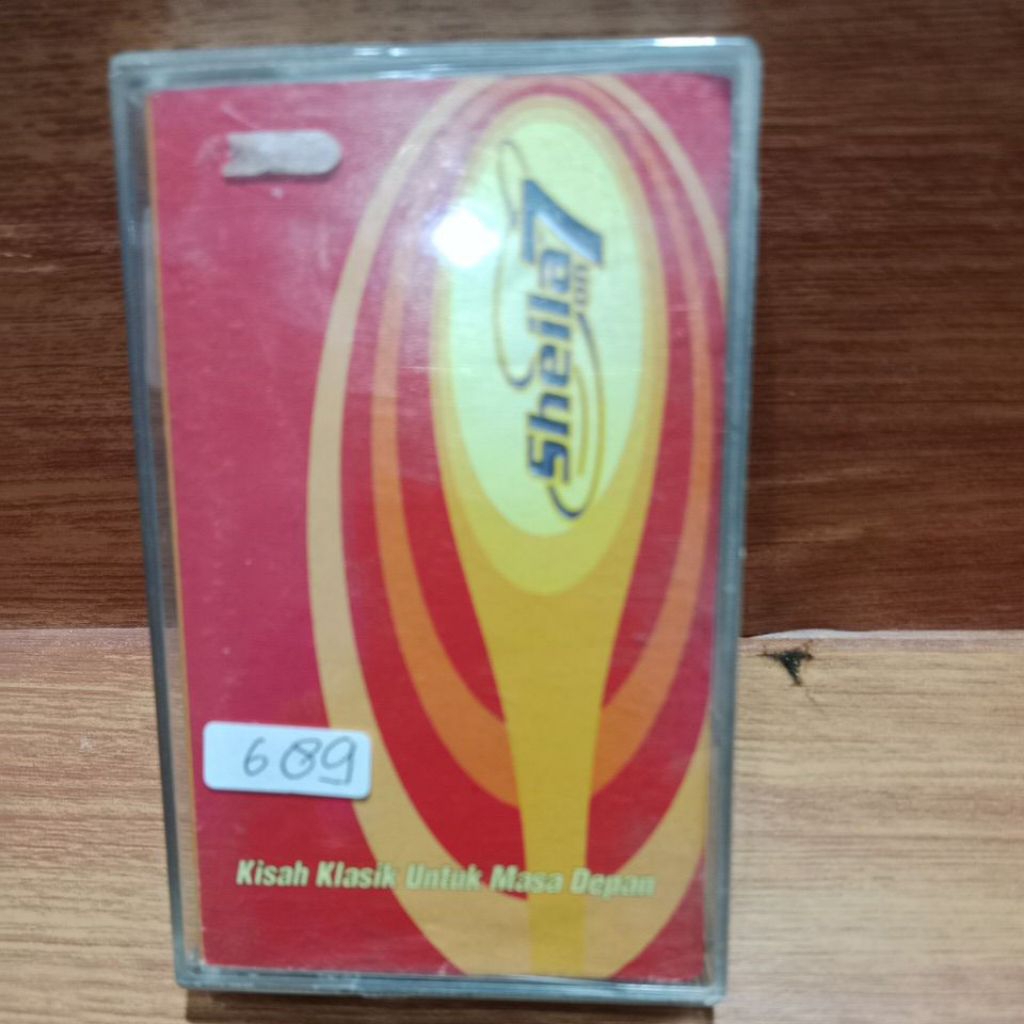 Sheila on 7
689
Kisah Klasik Untuk Masa Depan